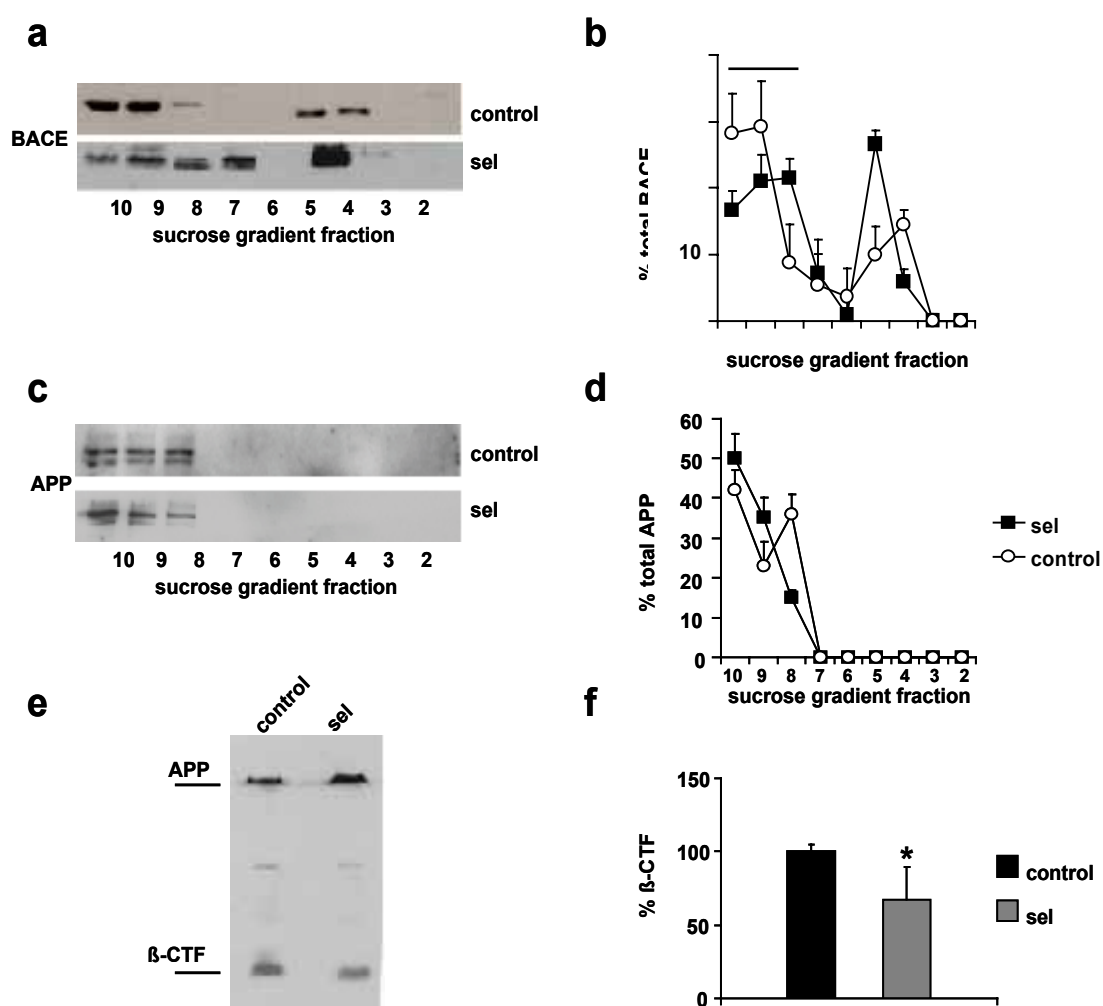 a
BACE
control
sel
10 9 8 7 6 5 4 3 2
sucrose gradient fraction
b
% total BACE
10
sucrose gradient fraction
c
APP
control
sel
10 9 8 7 6 5 4 3 2
sucrose gradient fraction
d
% total APP
60
50
40
30
20
10
0
10 9 8 7 6 5 4 3 2
sucrose gradient fraction
sel
control
e
control
sel
APP
ß-CTF
f
% ß-CTF
150
100
50
0
*
control
sel